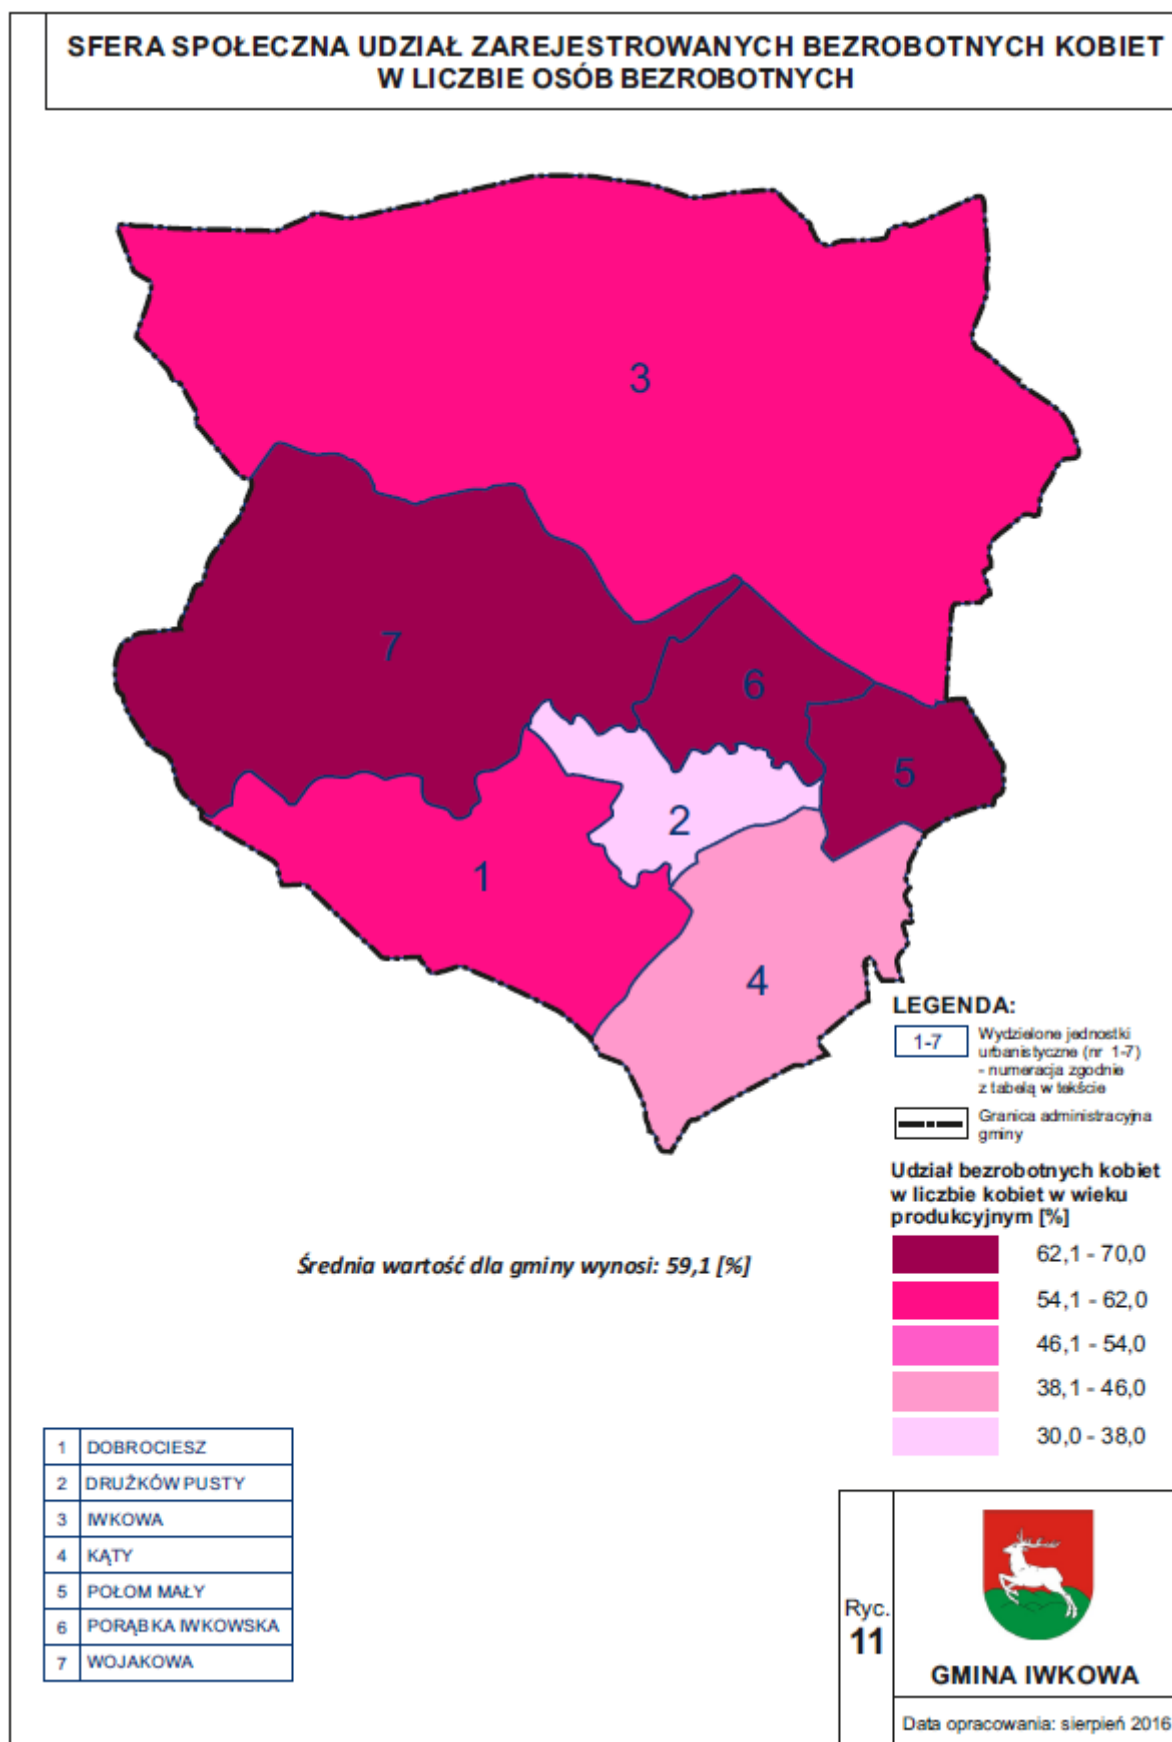 SFERA SPOŁECZNA UDZIAŁ ZAREJESTROWANYCH BEZROBOTNYCH KOBIET
W LICZBIE OSÓB BEZROBOTNYCH
3
7
6
5
2
1
4
LEGENDA:
1-7
Wydzielone jednostki
urbanistyczne (nr 1-7)
- numeracja zgodnie
z tabelą w tekście
Granica administracyjna
gminy
Udział bezrobotnych kobiet
w liczbie kobiet w wieku
produkcyjnym [%]
62,1 - 70,0
54,1 - 62,0
46,1 - 54,0
38,1 - 46,0
30,0 - 38,0
Średnia wartość dla gminy wynosi: 59,1 [%]
1 DOBROCIESZ
2 DRUŻKÓW PUSTY
3 IWKOWA
4 KĄTY
5 POŁOM MAŁY
6 PORĄBKA IWKOWSKA
7 WOJAKOWA
Ryc.
11
GMINA IWKOWA
Data opracowania: sierpień 2016